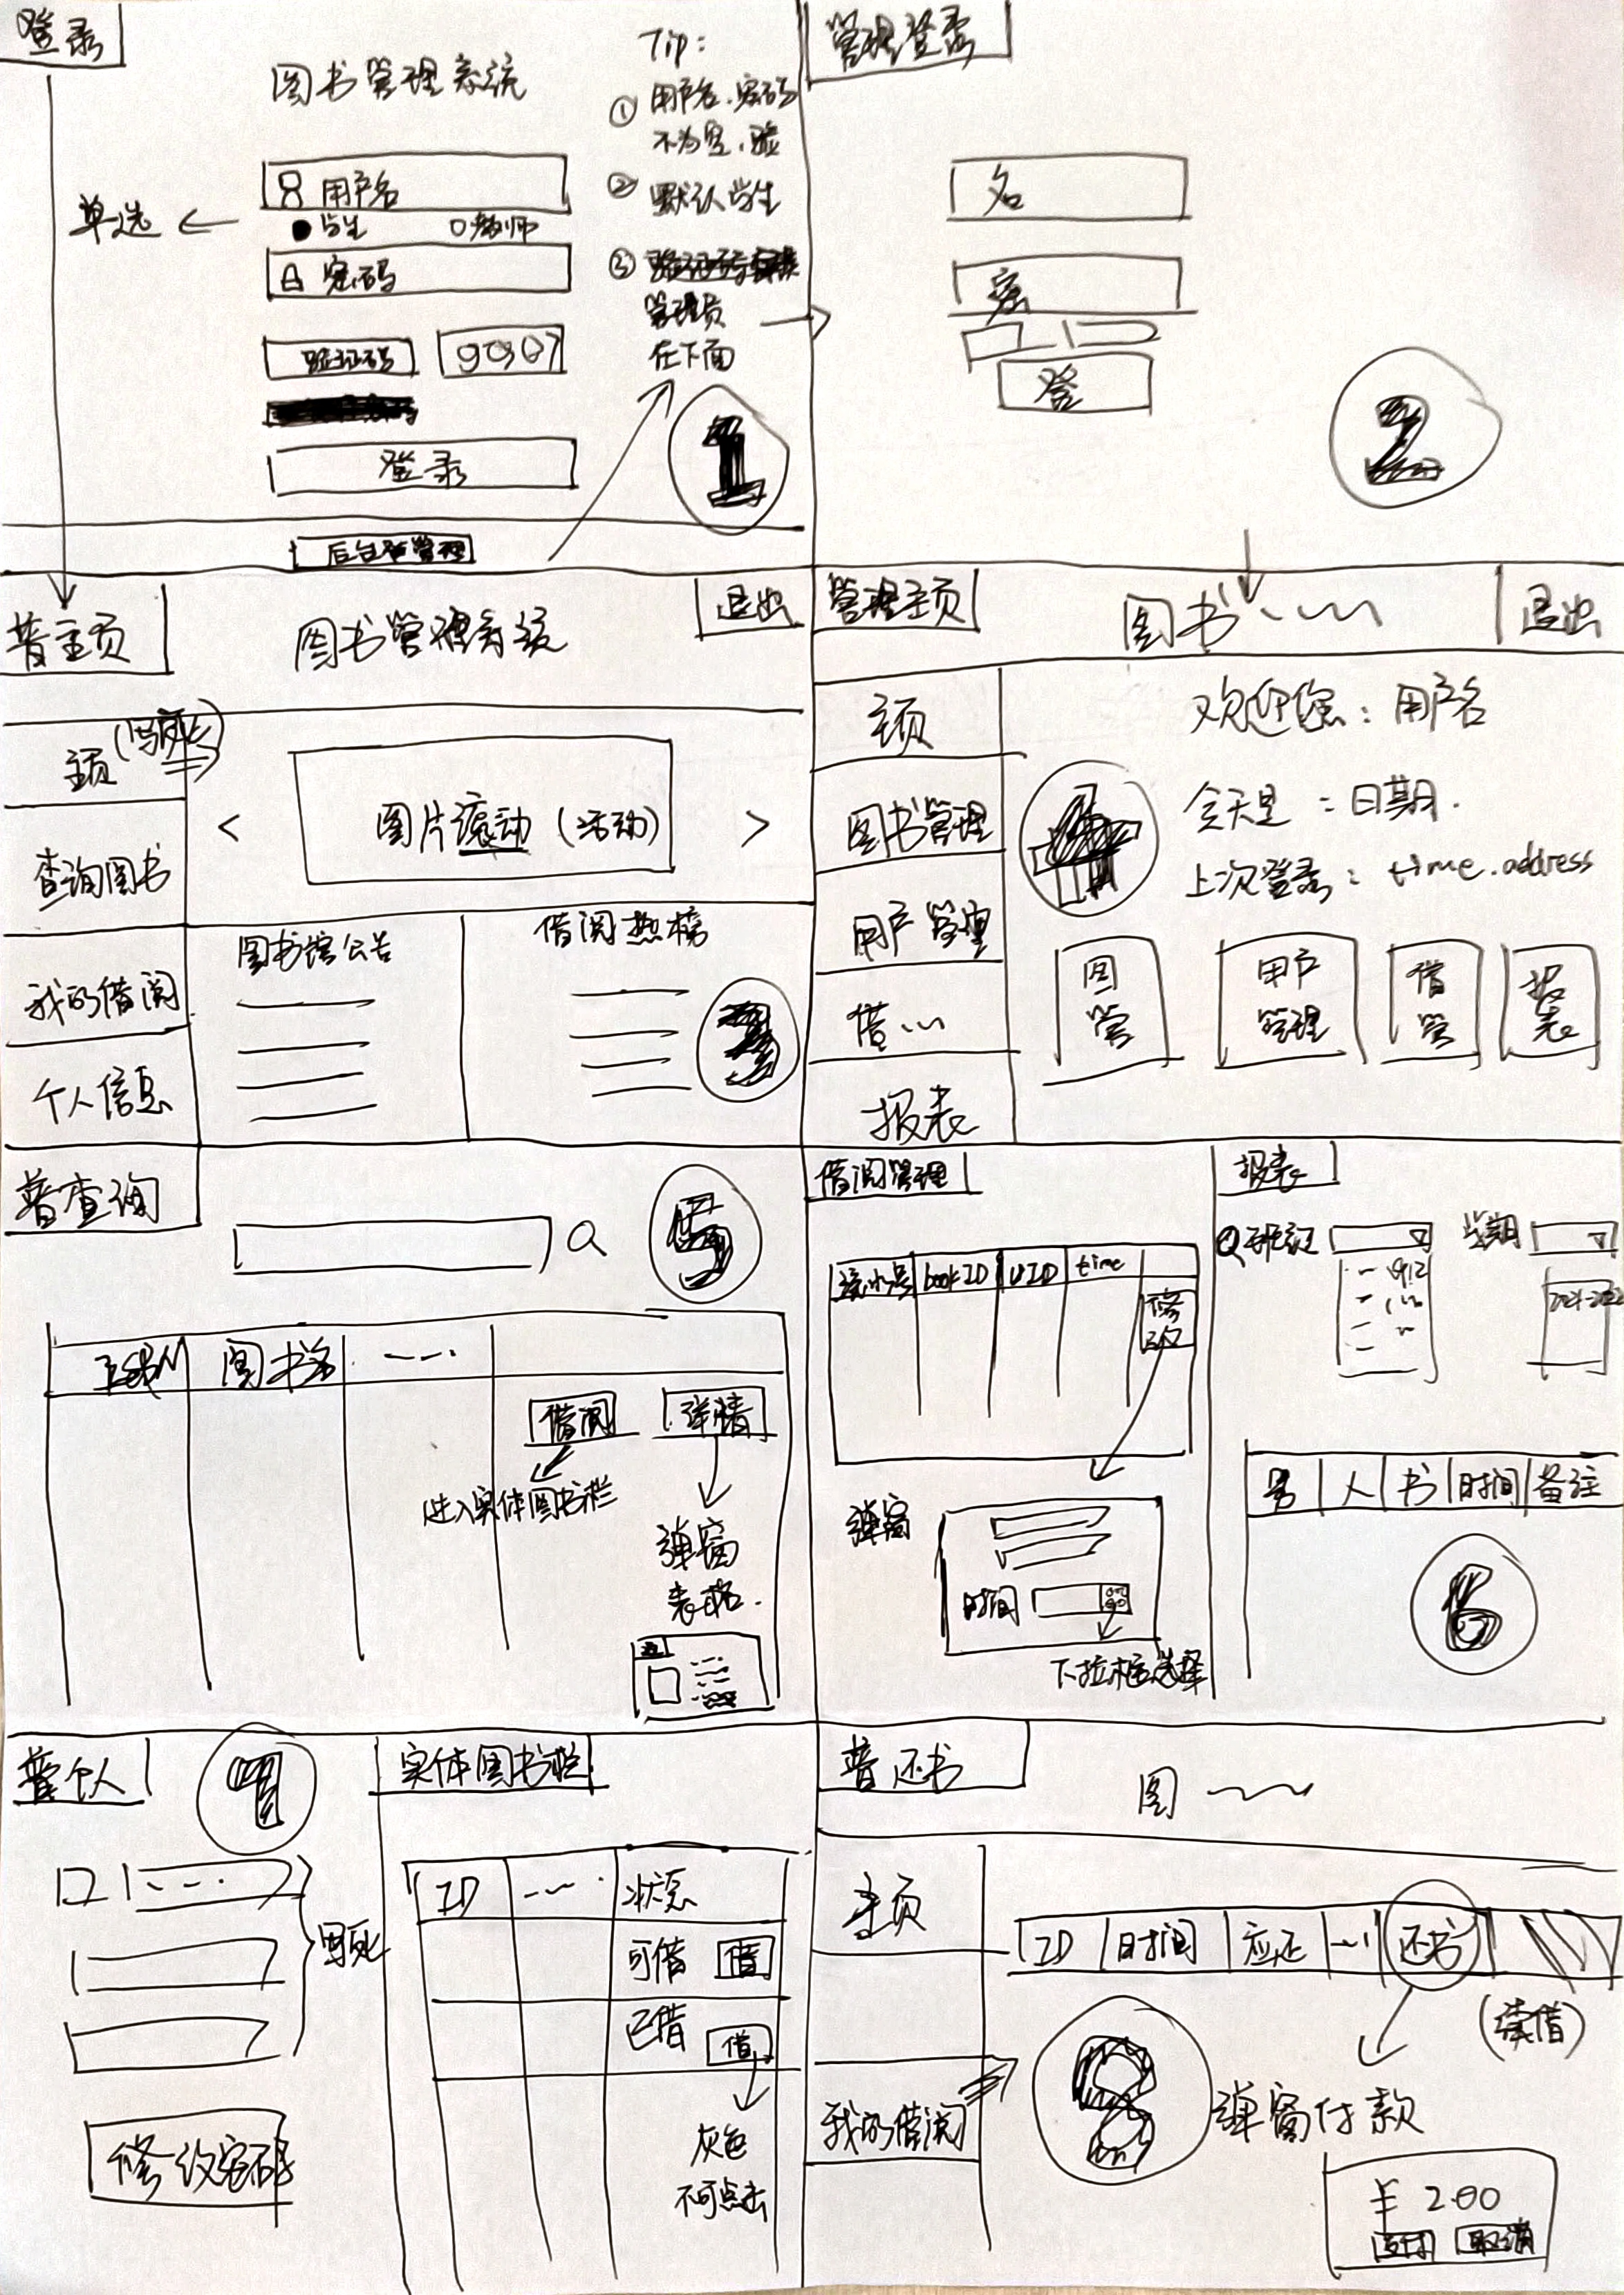 登录
图书管理系统
用户名
学生 教师
密码
验证码
登录
后台管理
单选
Tip:
① 用户名、密码
不为空,验
② 默认学生
③
管理员
在下面
1
管理登录
名
密
登
2
普主页
图书管理系统
退出
主页(写死)
查询图书
我的借阅
个人信息
< 图片滚动(活动) >
图书馆公告
借阅热榜
3
管理主页
图书
退出
主页
图书管理
用户管理
借...
报表
欢迎您:用户名
今天是:日期.
上次登录:time.address
图管
用户管理
借管
报表
4
普查询
5
ISBN 图书名 ...
借阅 详情
进入实体图书栏
弹窗
表格.
借阅管理
流水号 bookID UID time
修改
弹窗
时间
下拉框选择
报表
班级 学期
2021-2022
号 人 书 时间 备注
6
普个人
7
写死
修改密码
实体图书栏
ID ... 状态
可借 借
已借 借
灰色
不可点击
普还书
图
主页
我的借阅
ID 时间 应还 ... 还书
(续借)
8
弹窗付款
¥ 2.00
支付 取消